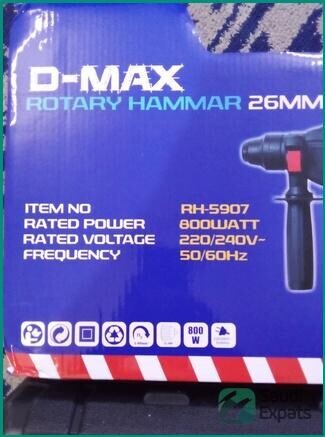 D-MAX
ROTARY HAMMAR 26MM
ITEM NO RH-5907
RATED POWER 800WATT
RATED VOLTAGE 220/240V~
FREQUENCY 50/60Hz
800
W
Saudi
Expats